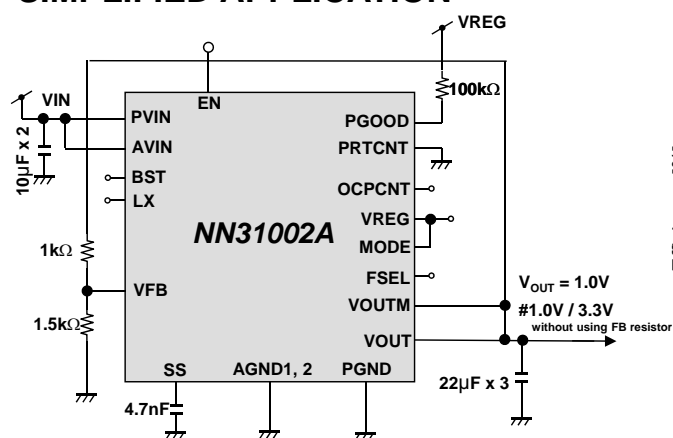 VREG
100kΩ
EN
VIN
PVIN
AVIN
BST
LX
10µF x 2
PGOOD
PRTCNT
OCPCNT
VREG
MODE
FSEL
VOUTM
VOUT
NN31002A
1kΩ
VFB
1.5kΩ
VOUT = 1.0V
#1.0V / 3.3V
without using FB resistor
SS
AGND1, 2
PGND
4.7nF
22µF x 3